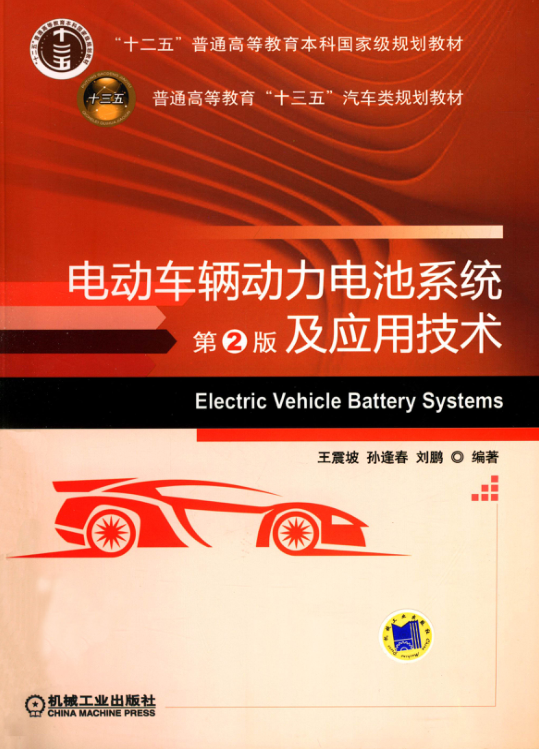 “十二五”普通高等教育本科国家级规划教材
十三五
普通高等教育“十三五”汽车类规划教材
电动车辆动力电池系统
第2版 及应用技术
Electric Vehicle Battery Systems
王震坡 孙逢春 刘鹏 ◎ 编著
机械工业出版社
CHINA MACHINE PRESS